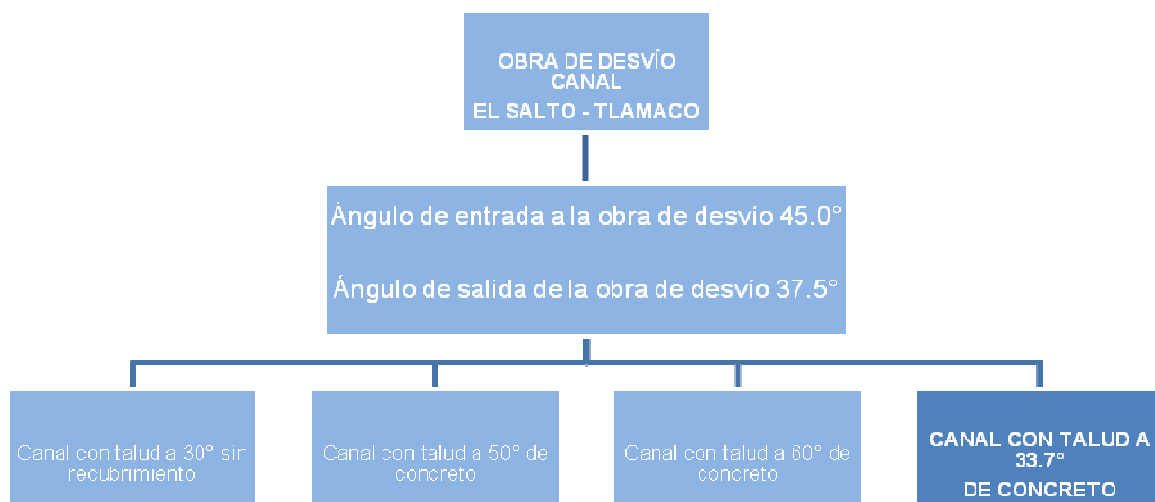 OBRA DE DESVÍO
CANAL
EL SALTO - TLAMACO
Ángulo de entrada a la obra de desvío 45.0°
Ángulo de salida de la obra de desvío 37.5°
Canal con talud a 30° sin
recubrimiento
Canal con talud a 50° de
concreto
Canal con talud a 60° de
concreto
CANAL CON TALUD A
33.7°
DE CONCRETO